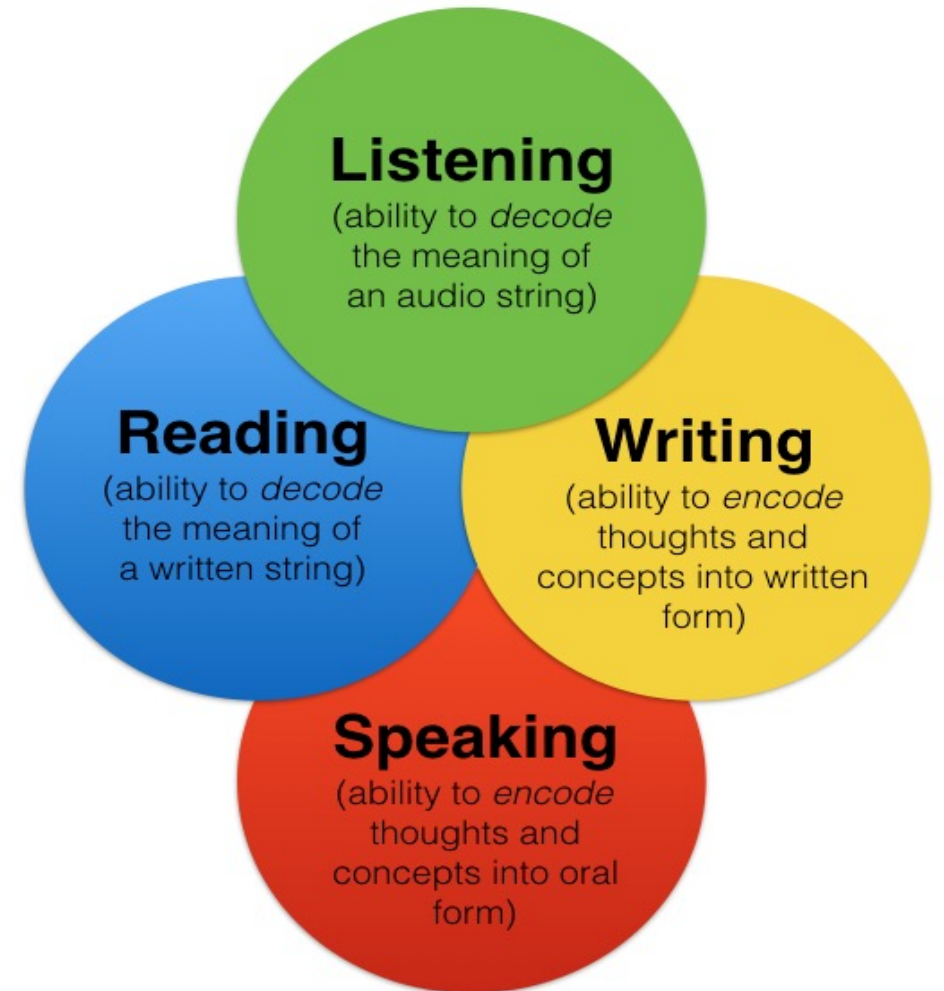 Listening
(ability to decode
the meaning of
an audio string)
Reading
(ability to decode
the meaning of
a written string)
Writing
(ability to encode
thoughts and
concepts into written
form)
Speaking
(ability to encode
thoughts and
concepts into oral
form)